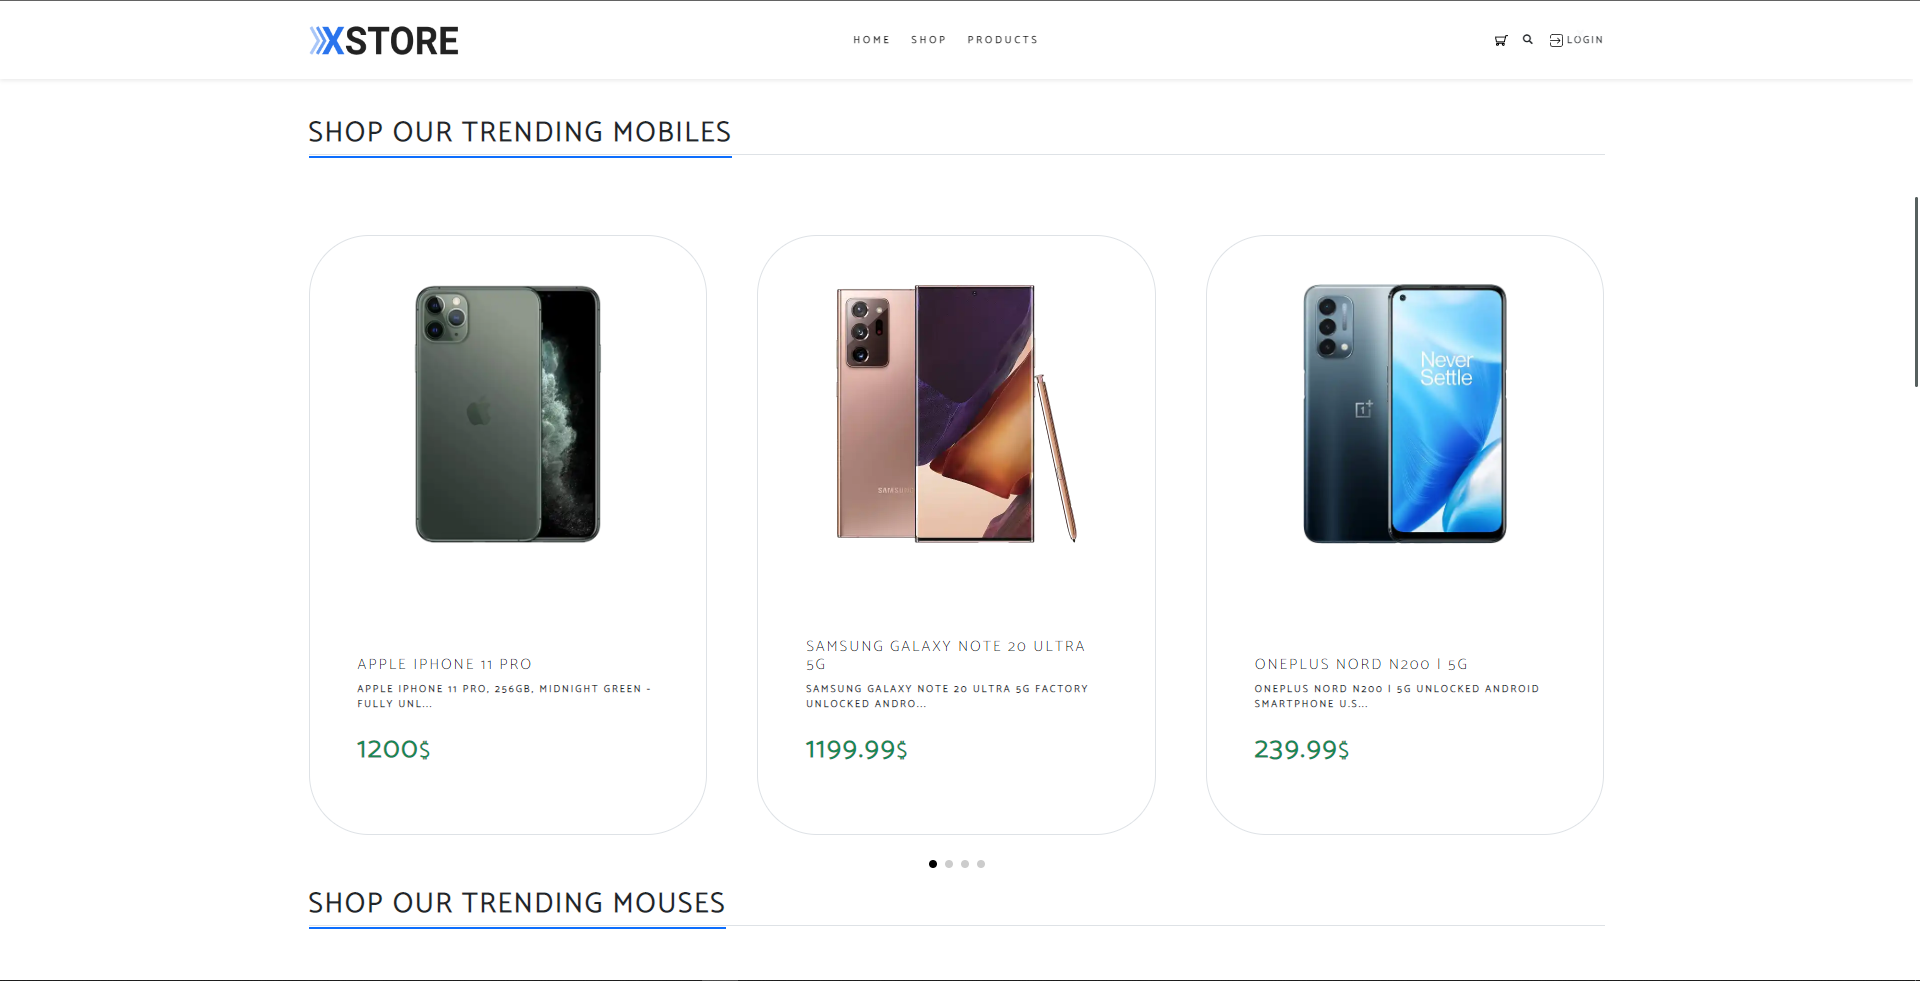 XSTORE
HOME SHOP PRODUCTS
LOGIN
SHOP OUR TRENDING MOBILES
SAMSUNG
Never
Settle
APPLE IPHONE 11 PRO
APPLE IPHONE 11 PRO, 256GB, MIDNIGHT GREEN -
FULLY UNL...
1200$
SAMSUNG GALAXY NOTE 20 ULTRA
5G
SAMSUNG GALAXY NOTE 20 ULTRA 5G FACTORY
UNLOCKED ANDRO...
1199.99$
ONEPLUS NORD N200 | 5G
ONEPLUS NORD N200 | 5G UNLOCKED ANDROID
SMARTPHONE U.S...
239.99$
SHOP OUR TRENDING MOUSES